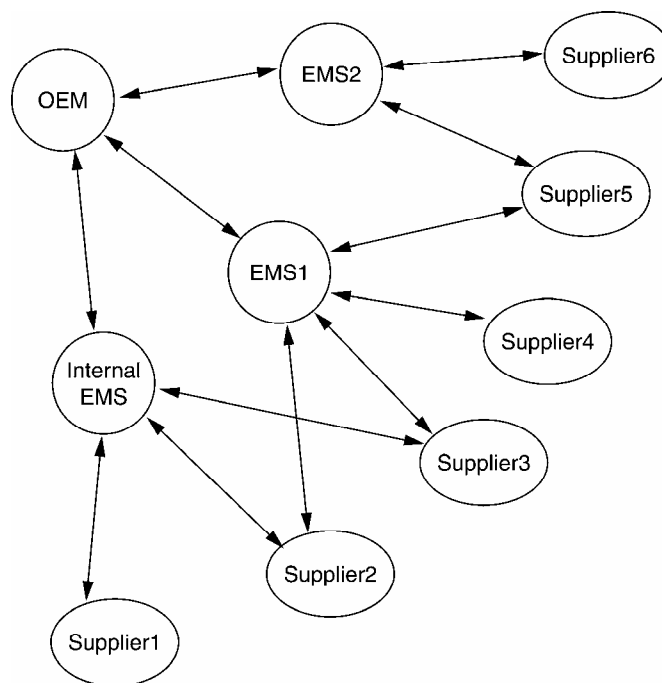 Supplier6
EMS2
OEM
Supplier5
EMS1
Supplier4
Internal
EMS
Supplier3
Supplier2
Supplier1